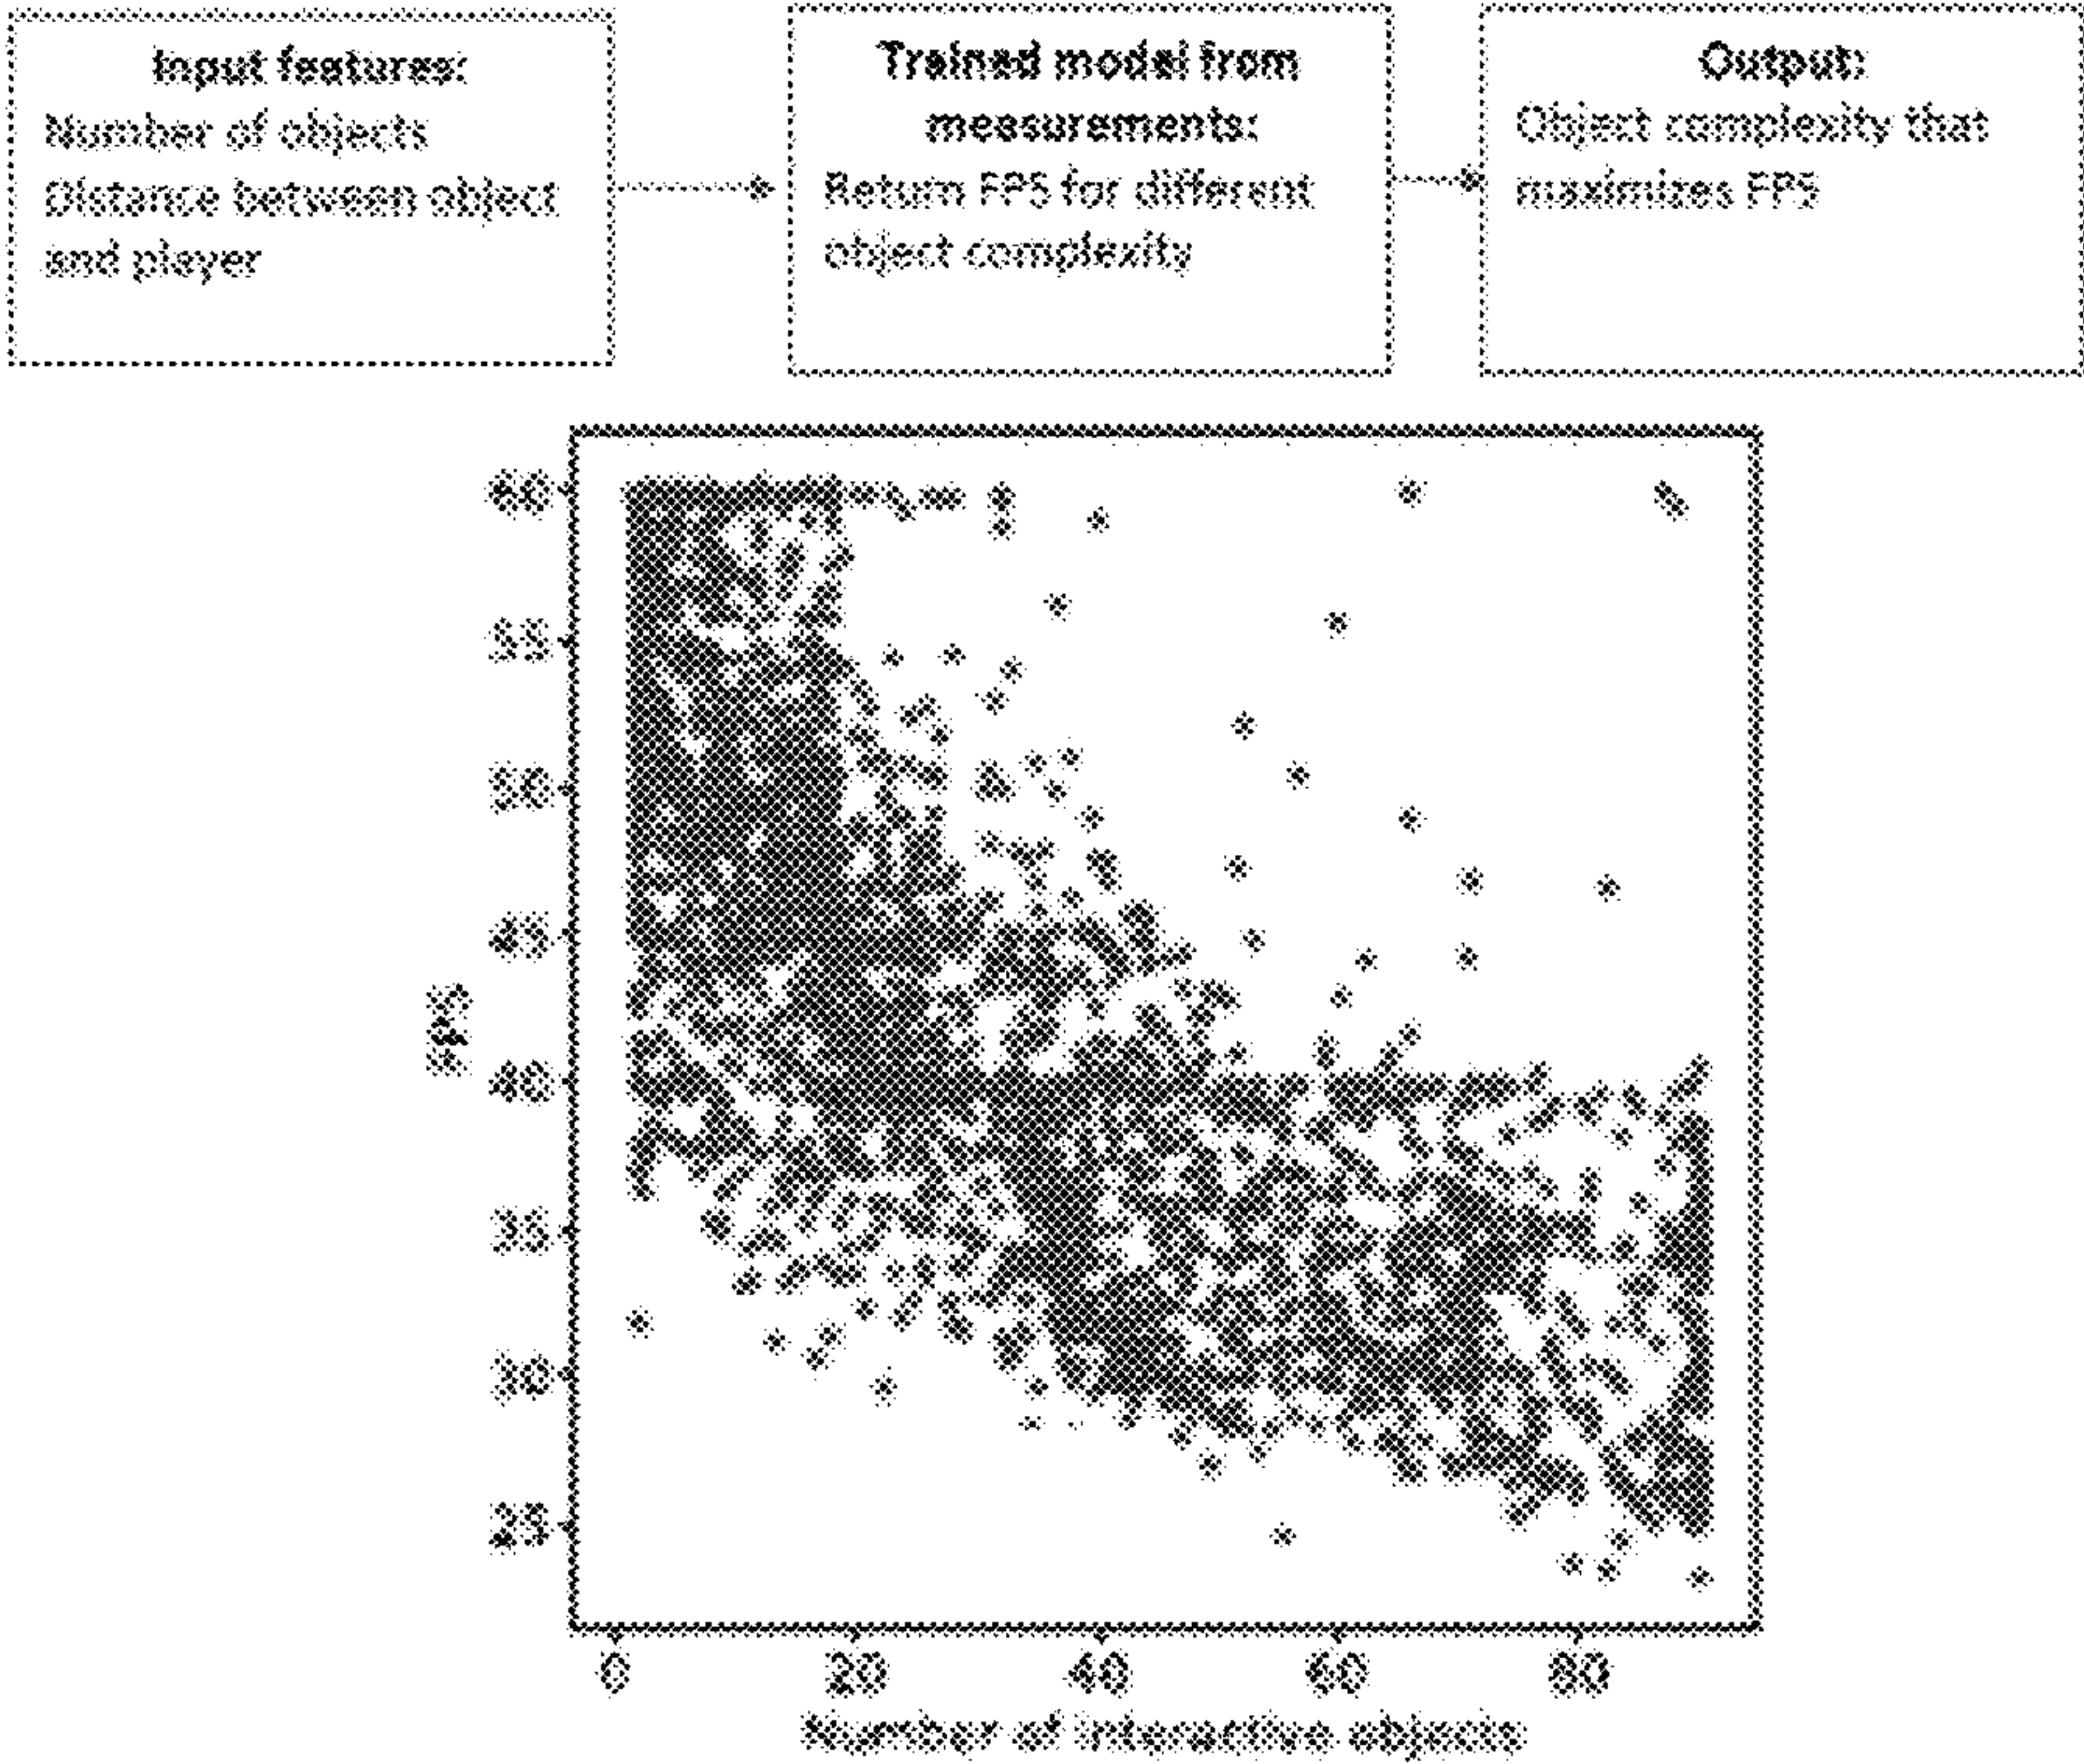 Input features:
Number of objects
Distance between object
and player
Trained model from
measurements:
Return FPS for different
object complexity
Output:
Object complexity that
maximizes FPS
60
55
50
45
40
35
30
25
FPS
0 20 40 60 80
Number of interactive objects